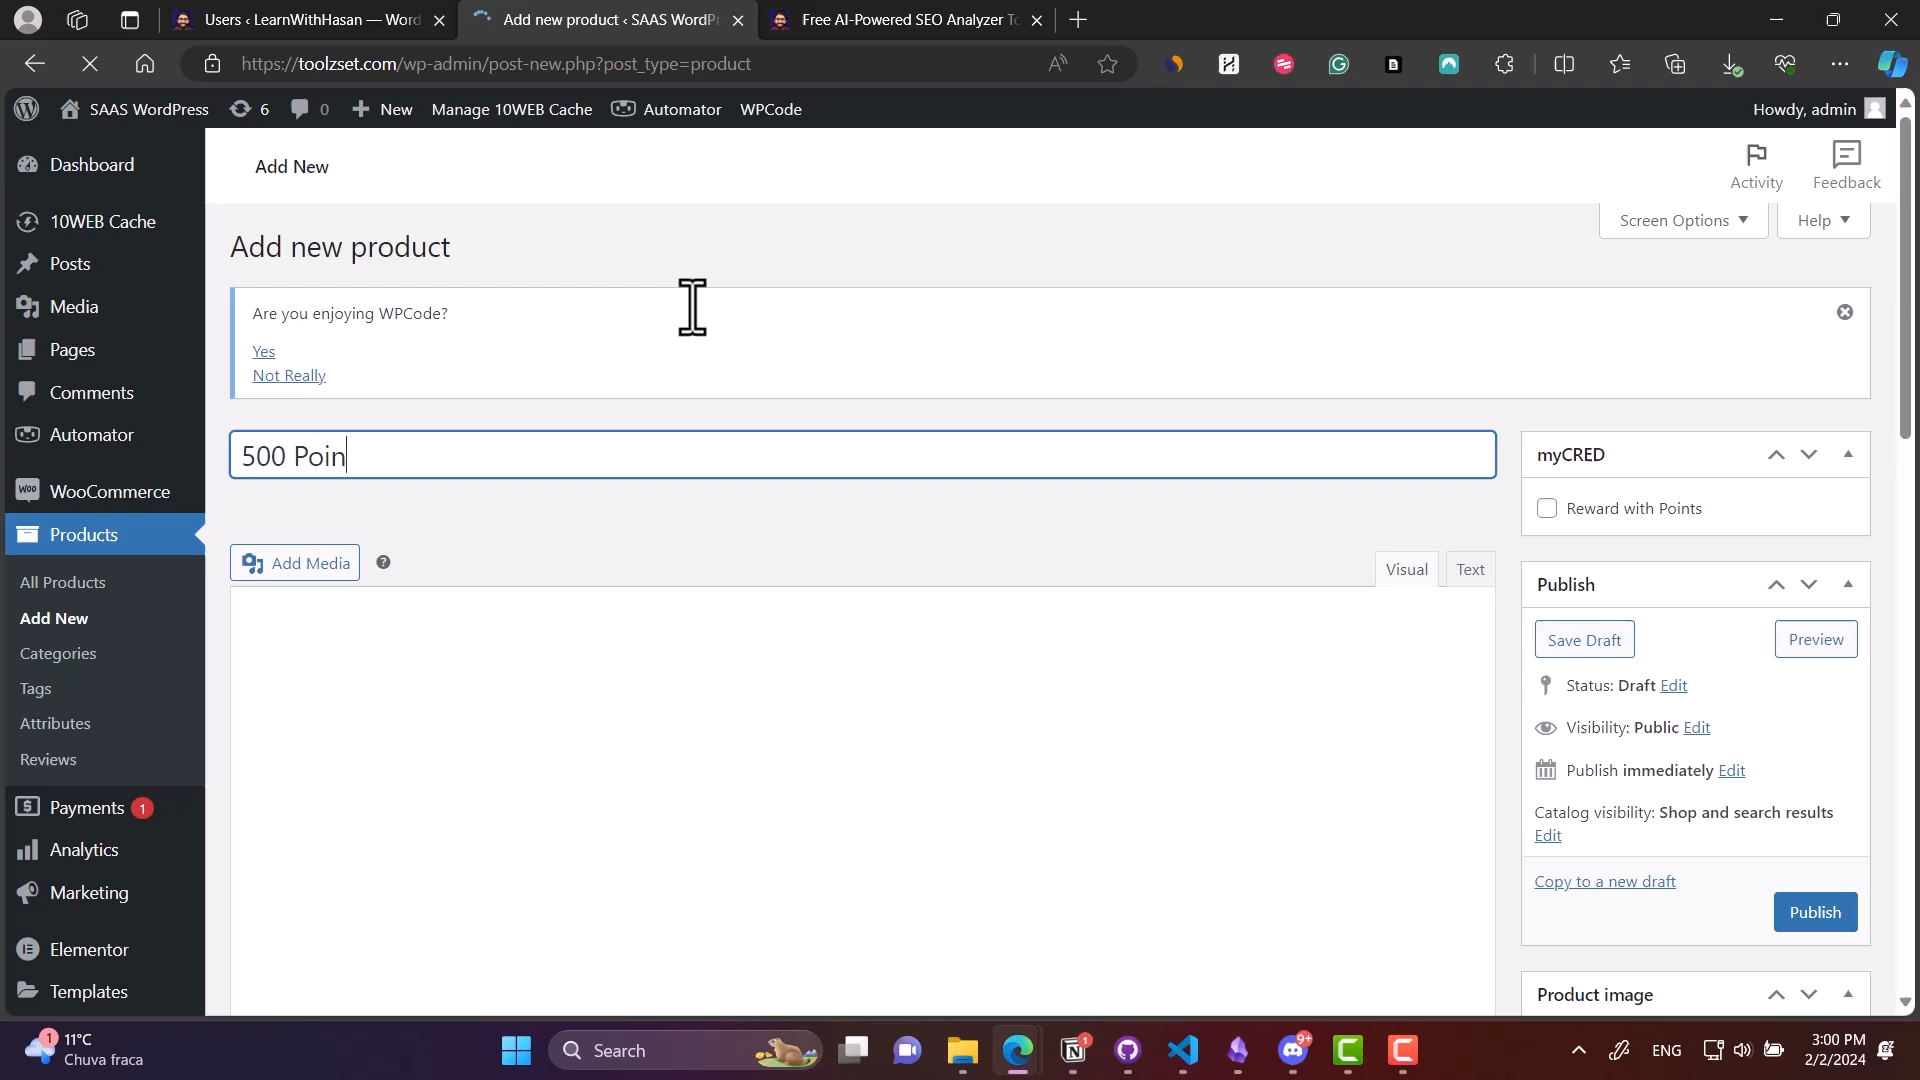 Users ‹ LearnWithHasan — Word
Add new product ‹ SAAS WordPr
Free AI-Powered SEO Analyzer To
https://toolzset.com/wp-admin/post-new.php?post_type=product
SAAS WordPress
6
0
New
Manage 10WEB Cache
Automator
WPCode
Howdy, admin
Dashboard
10WEB Cache
Posts
Media
Pages
Comments
Automator
WooCommerce
Products
All Products
Add New
Categories
Tags
Attributes
Reviews
Payments 1
Analytics
Marketing
Elementor
Templates
Add New
Activity
Feedback
Screen Options
Help
Add new product
Are you enjoying WPCode?
Yes
Not Really
500 Poin
Add Media
Visual
Text
myCRED
Reward with Points
Publish
Save Draft
Preview
Status: Draft Edit
Visibility: Public Edit
Publish immediately Edit
Catalog visibility: Shop and search results
Edit
Copy to a new draft
Publish
Product image
1
11°C
Chuva fraca
Search
1
9+
ENG
3:00 PM
2/2/2024